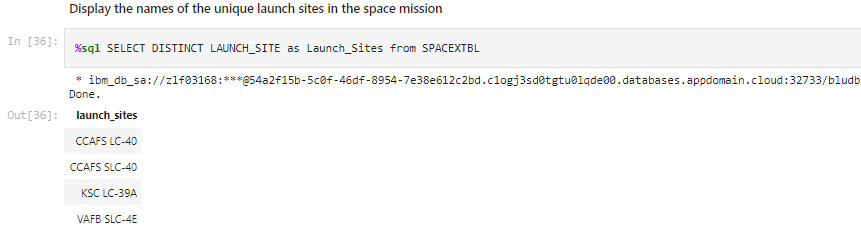 Display the names of the unique launch sites in the space mission
In [36]: %sql SELECT DISTINCT LAUNCH_SITE as Launch_Sites from SPACEXTBL
* ibm_db_sa://zlf03168:***@54a2f15b-5c0f-46df-8954-7e38e612c2bd.c1ogj3sd0tgtu0lqde00.databases.appdomain.cloud:32733/bludb
Done.
Out[36]: launch_sites
CCAFS LC-40
CCAFS SLC-40
KSC LC-39A
VAFB SLC-4E